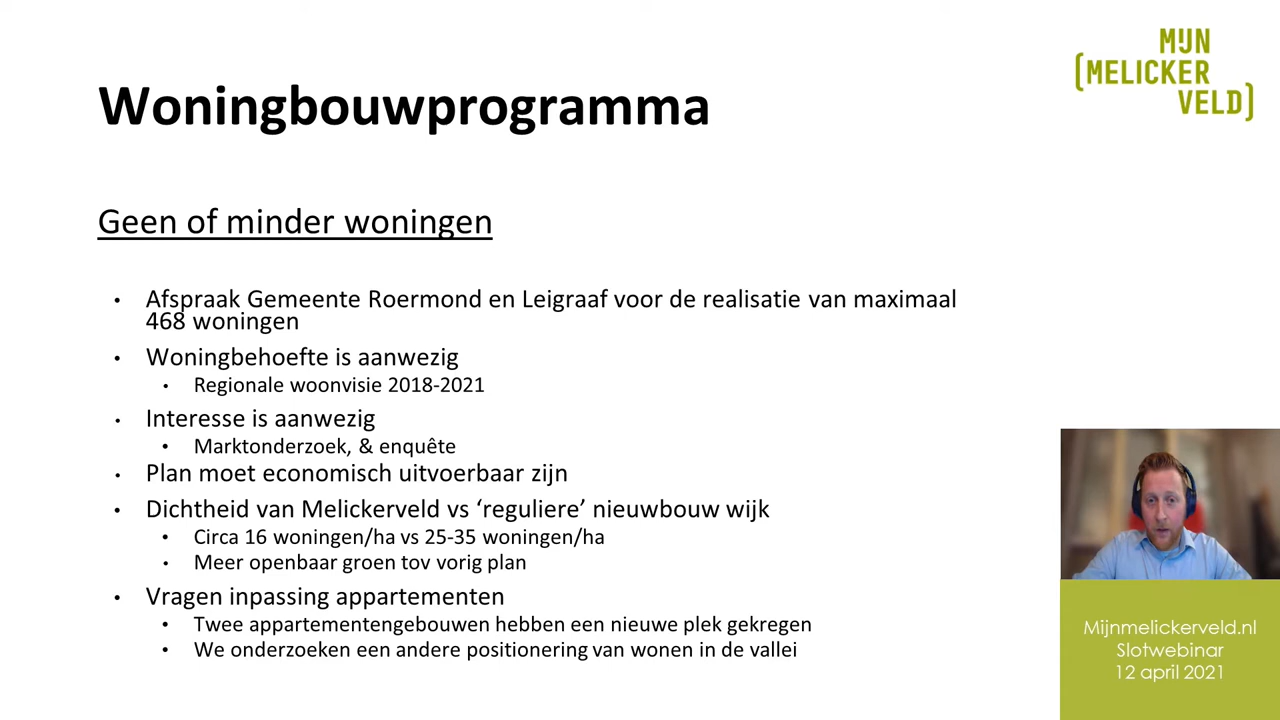 MIJN
[MELICKER
VELD]
Woningbouwprogramma
Geen of minder woningen
• Afspraak Gemeente Roermond en Leigraaf voor de realisatie van maximaal
468 woningen
• Woningbehoefte is aanwezig
• Regionale woonvisie 2018-2021
• Interesse is aanwezig
• Marktonderzoek, & enquête
• Plan moet economisch uitvoerbaar zijn
• Dichtheid van Melickerveld vs ‘reguliere’ nieuwbouw wijk
• Circa 16 woningen/ha vs 25-35 woningen/ha
• Meer openbaar groen tov vorig plan
• Vragen inpassing appartementen
• Twee appartementengebouwen hebben een nieuwe plek gekregen
• We onderzoeken een andere positionering van wonen in de vallei
Mijnmelickerveld.nl
Slotwebinar
12 april 2021